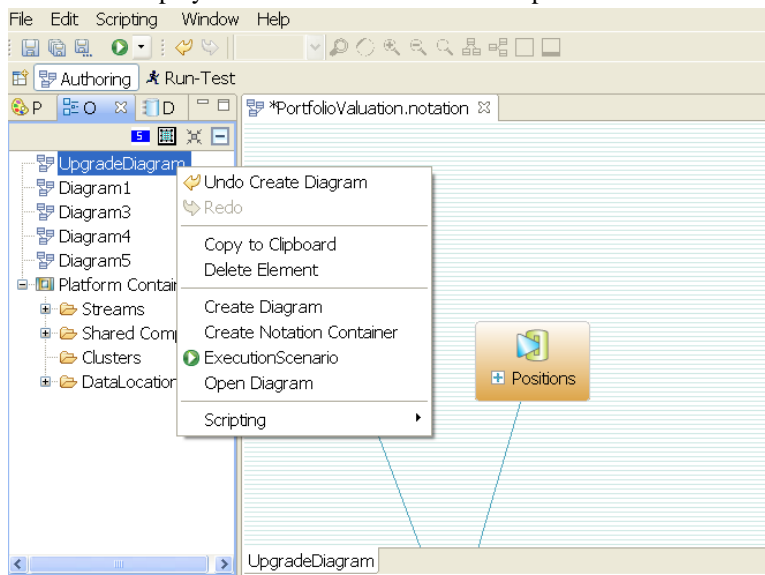 File Edit Scripting Window Help
Authoring Run-Test
P O D *PortfolioValuation.notation
S
UpgradeDiagram
Diagram1
Diagram3
Diagram4
Diagram5
Platform Contain
Streams
Shared Comp
Clusters
DataLocation
Undo Create Diagram
Redo
Copy to Clipboard
Delete Element
Create Diagram
Create Notation Container
ExecutionScenario
Open Diagram
Scripting
Positions
UpgradeDiagram